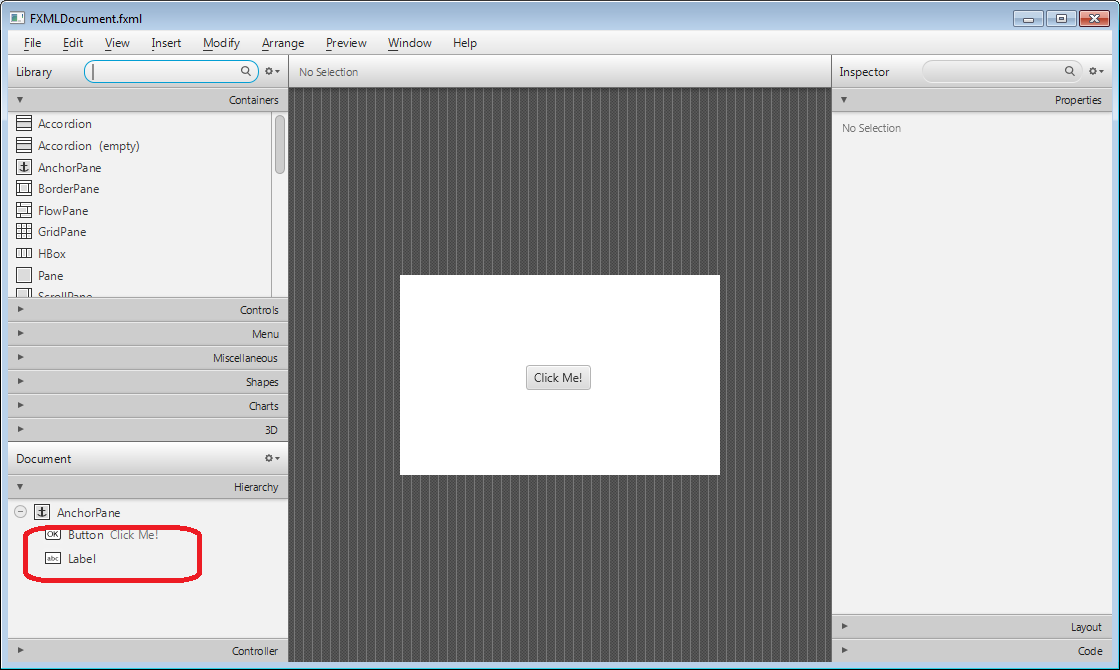 FXMLDocument.fxml
File Edit View Insert Modify Arrange Preview Window Help
Library
Containers
Accordion
Accordion (empty)
AnchorPane
BorderPane
FlowPane
GridPane
HBox
Pane
ScrollPane
Controls
Menu
Miscellaneous
Shapes
Charts
3D
Document
Hierarchy
AnchorPane
OK Button Click Me!
abc Label
Controller
No Selection
Click Me!
Inspector
Properties
No Selection
Layout
Code